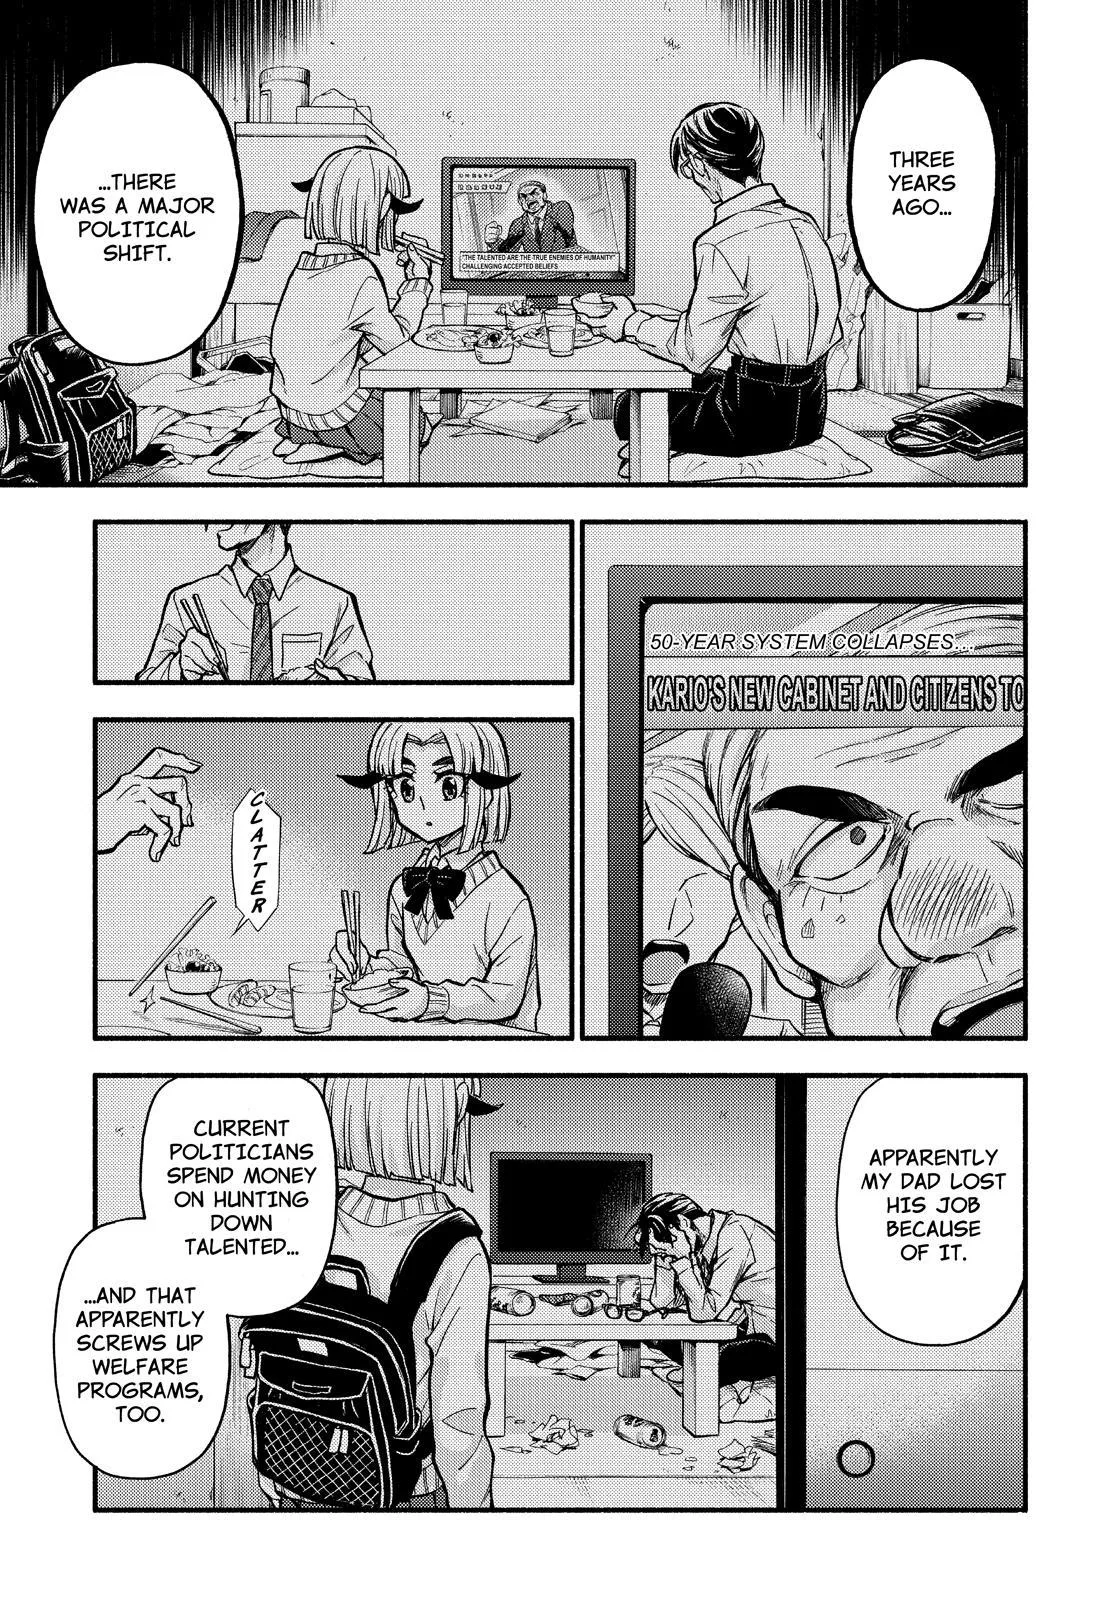 THREE
YEARS
AGO...
...THERE
WAS A MAJOR
POLITICAL
SHIFT.
"THE TALENTED ARE THE TRUE ENEMIES OF HUMANITY"
CHALLENGING ACCEPTED BELIEFS
50-YEAR SYSTEM COLLAPSES...
KARIO'S NEW CABINET AND CITIZENS TO
CLATTER
APPARENTLY
MY DAD LOST
HIS JOB
BECAUSE
OF IT.
CURRENT
POLITICIANS
SPEND MONEY
ON HUNTING
DOWN
TALENTED...
...AND THAT
APPARENTLY
SCREWS UP
WELFARE
PROGRAMS,
TOO.